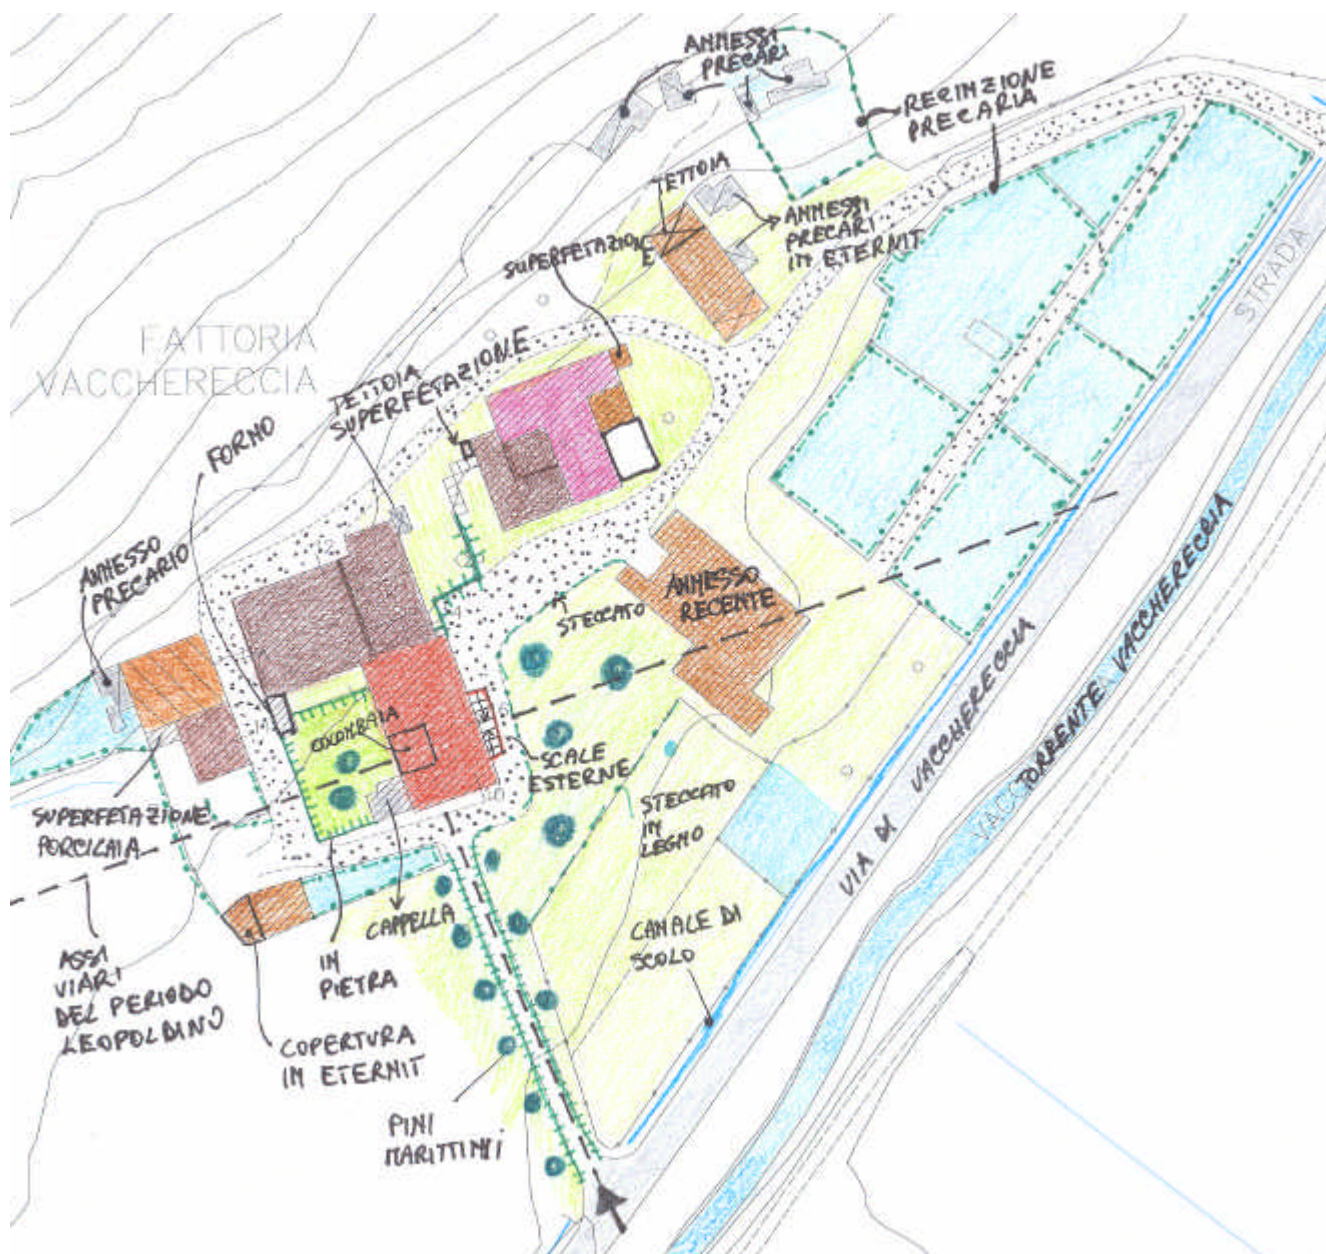 ANNESSI
PRECARI
RECINZIONE
PRECARIA
TETTOIA
ANNESSI
PRECARI
IN ETERNIT
SUPERFETAZIONE
STRADA
FATTORIA
VACCHERECCIA
TETTOIA
SUPERFETAZIONE
FORNO
ANNESSO
PRECARIO
ANNESSO
RECENTE
STECCATO
COLOMBAIA
SCALE
ESTERNE
STECCATO
IN
LEGNO
VIA DI VACCHERECCIA
TORRENTE VACCHERECCIA
SUPERFETAZIONE
PORCILAIA
CAPPELLA
CANALE DI
SCOLO
IN
PIETRA
ASSI
VIARI
DEL PERIODO
LEOPOLDINO
COPERTURA
IN ETERNIT
PINI
MARITTIMI